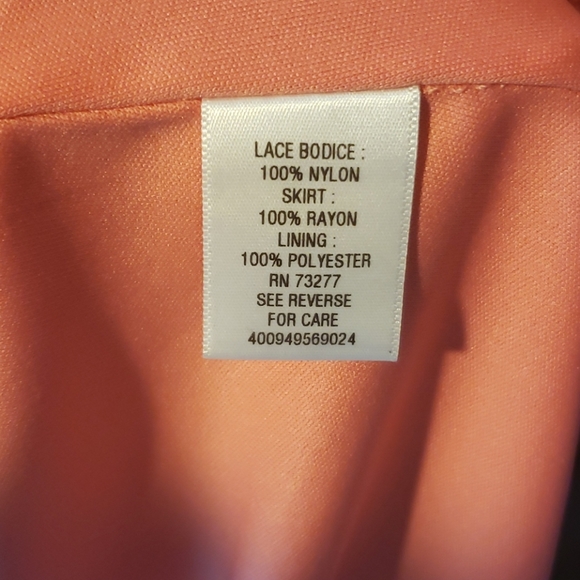 LACE BODICE :
100% NYLON
SKIRT :
100% RAYON
LINING :
100% POLYESTER
RN 73277
SEE REVERSE
FOR CARE
400949569024